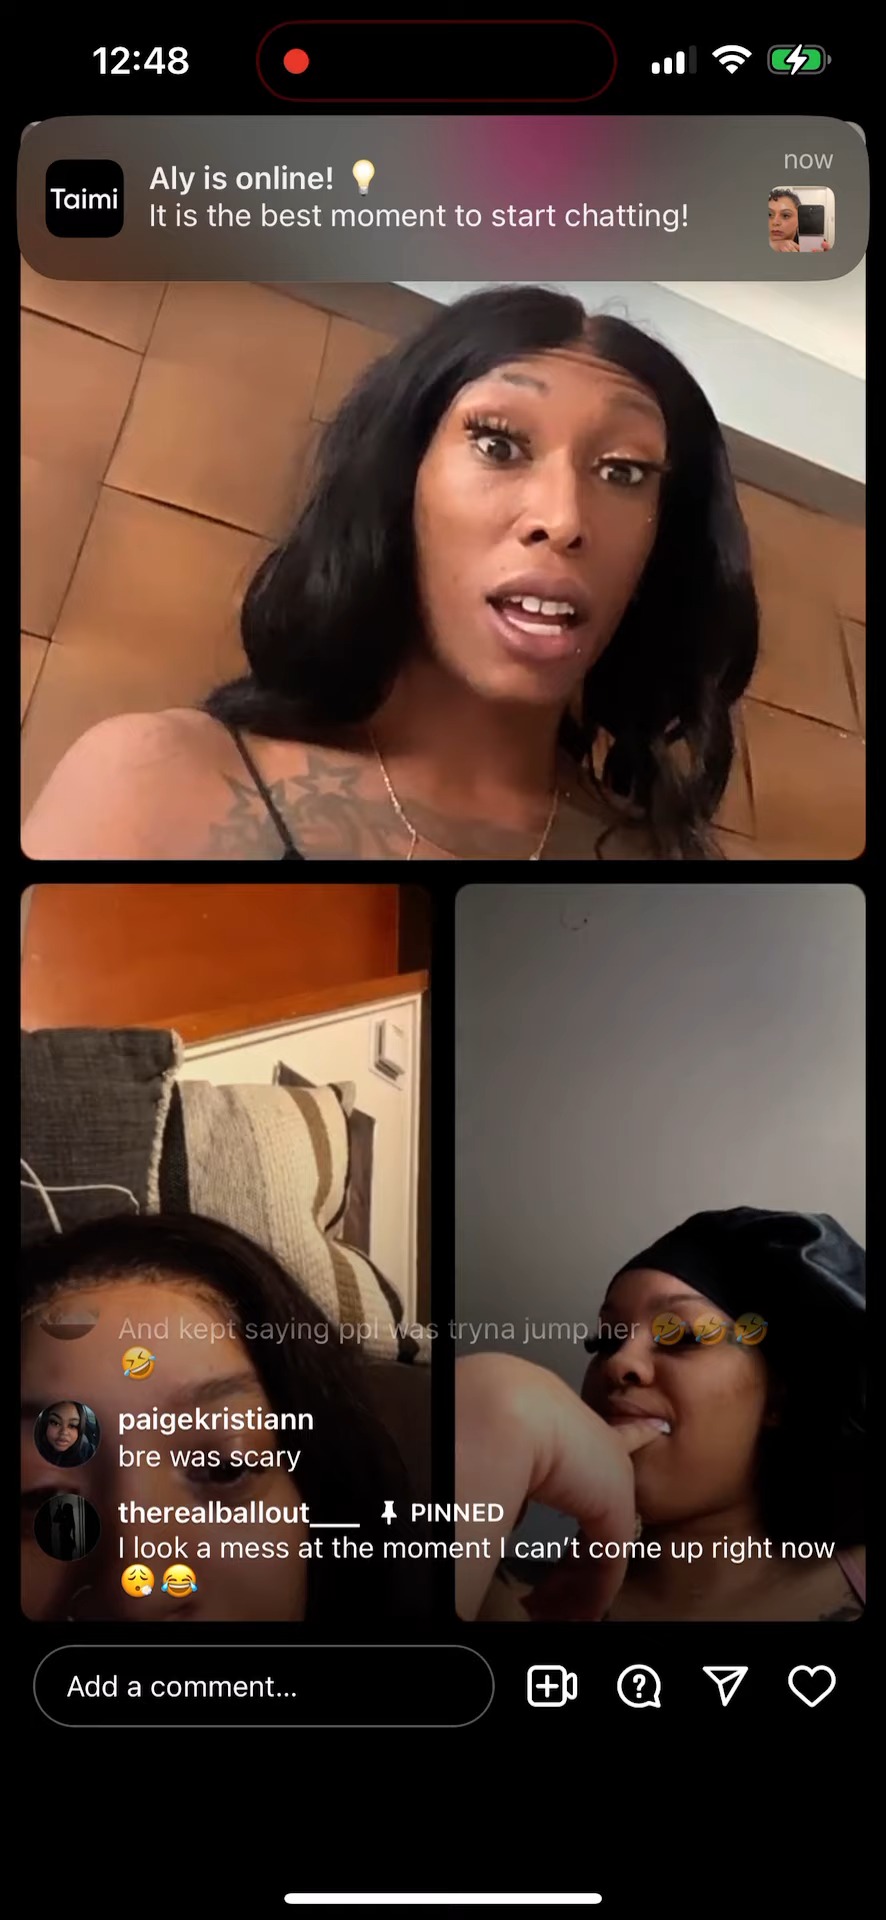 12:48
Taimi
Aly is online! 💡
now
It is the best moment to start chatting!
And kept saying ppl was tryna jump her 🤣🤣🤣
🤣
paigekristiann
bre was scary
therealballout____ PINNED
I look a mess at the moment I can’t come up right now
😮‍💨😂
Add a comment...